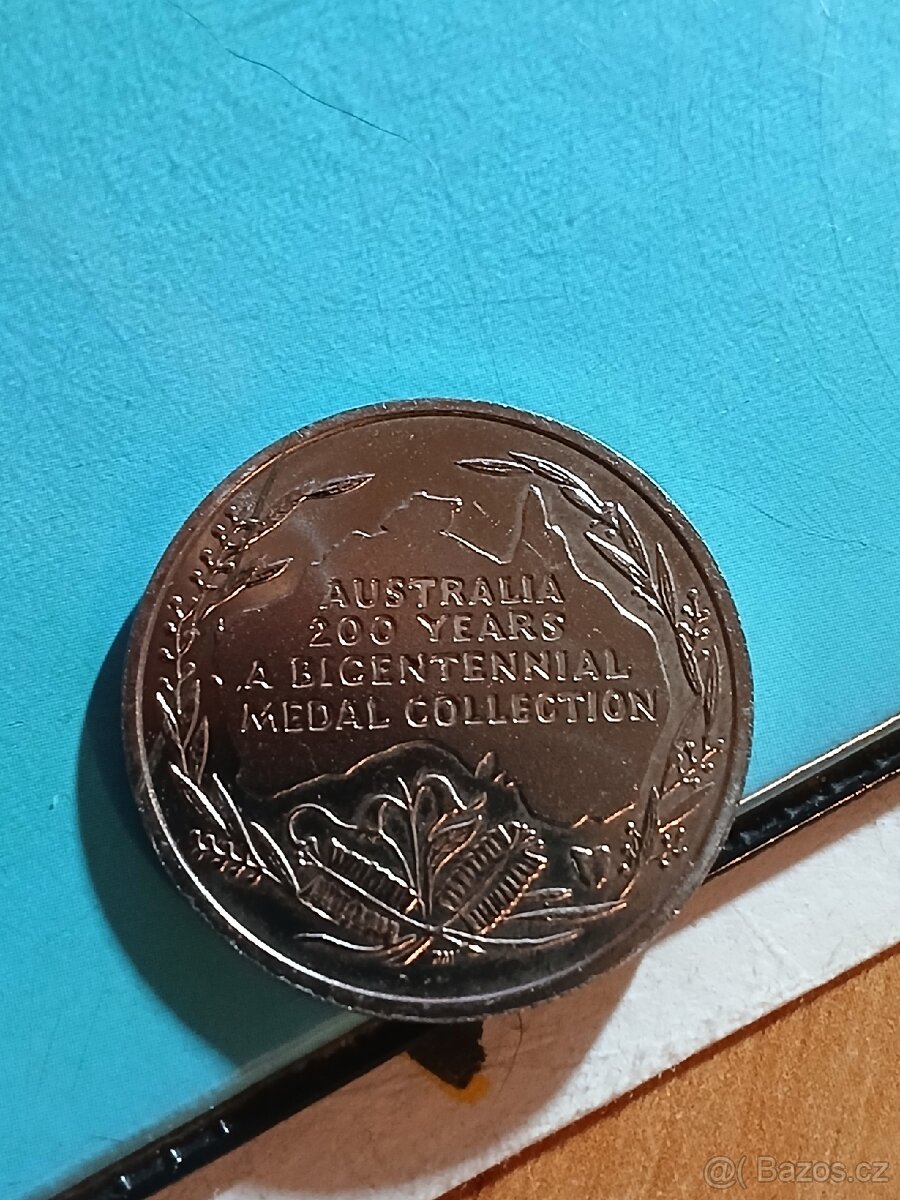 AUSTRALIA
200 YEARS
A BICENTENNIAL
MEDAL COLLECTION
@( Bazos.cz